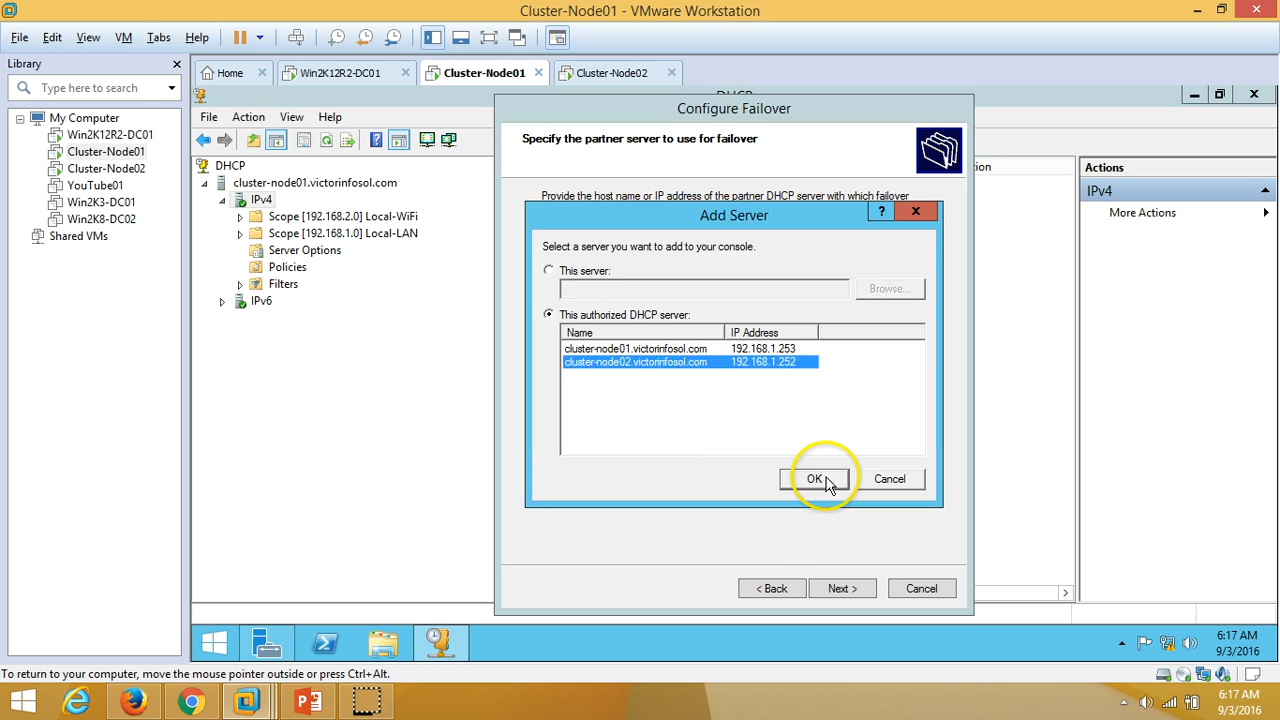 Cluster-Node01 - VMware Workstation
File Edit View VM Tabs Help
Library
Type here to search
My Computer
Win2K12R2-DC01
Cluster-Node01
Cluster-Node02
YouTube01
Win2K3-DC01
Win2K8-DC02
Shared VMs
Home Win2K12R2-DC01 Cluster-Node01 Cluster-Node02
File Action View Help
DHCP
cluster-node01.victorinfosol.com
IPv4
Scope [192.168.2.0] Local-WiFi
Scope [192.168.1.0] Local-LAN
Server Options
Policies
Filters
IPv6
Configure Failover
Specify the partner server to use for failover
Provide the host name or IP address of the partner DHCP server with which failover
Add Server
?
Select a server you want to add to your console.
This server:
Browse...
This authorized DHCP server:
Name IP Address
cluster-node01.victorinfosol.com 192.168.1.253
cluster-node02.victorinfosol.com 192.168.1.252
OK Cancel
< Back Next > Cancel
Actions
IPv4
More Actions
6:17 AM
9/3/2016
To return to your computer, move the mouse pointer outside or press Ctrl+Alt.
6:17 AM
9/3/2016